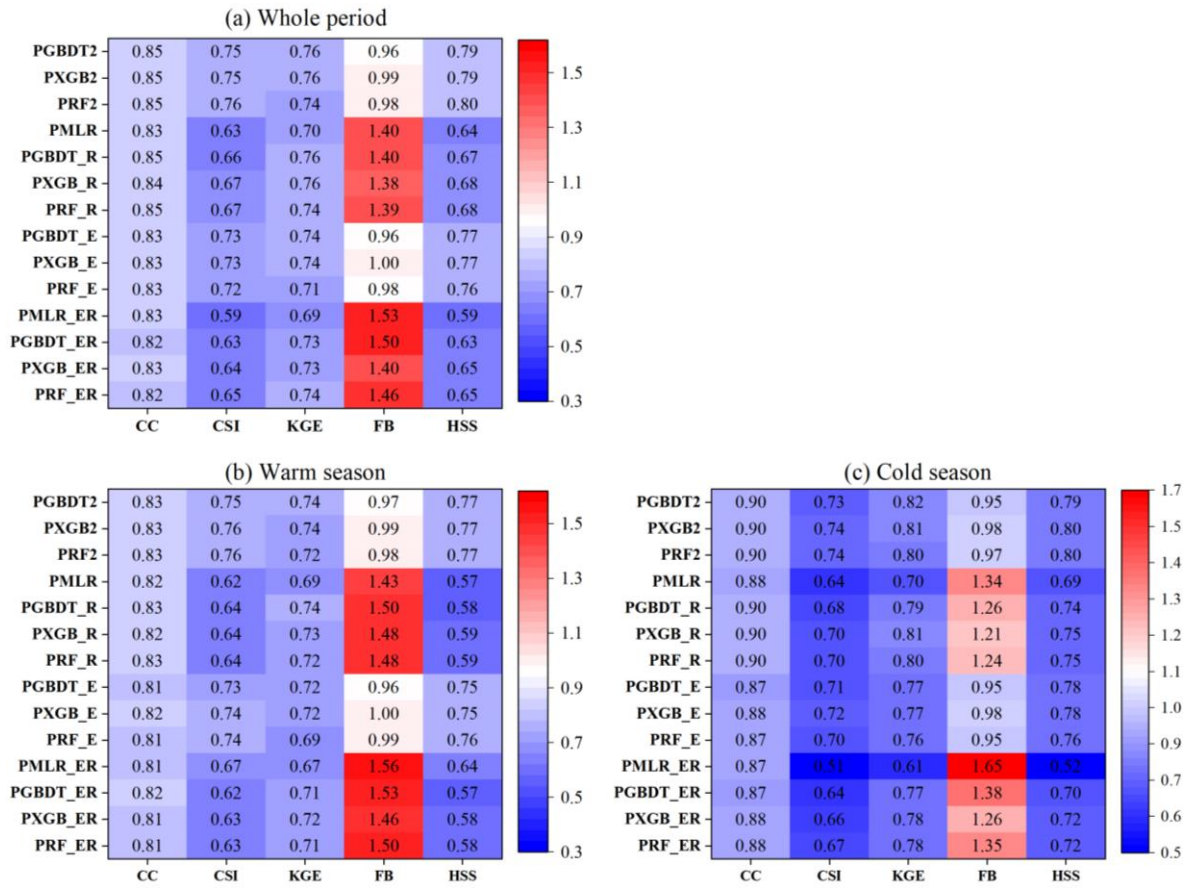 (a) Whole period
PGBDT2 0.85 0.75 0.76 0.96 0.79
PXGB2 0.85 0.75 0.76 0.99 0.79
PRF2 0.85 0.76 0.74 0.98 0.80
PMLR 0.83 0.63 0.70 1.40 0.64
PGBDT_R 0.85 0.66 0.76 1.40 0.67
PXGB_R 0.84 0.67 0.76 1.38 0.68
PRF_R 0.85 0.67 0.74 1.39 0.68
PGBDT_E 0.83 0.73 0.74 0.96 0.77
PXGB_E 0.83 0.73 0.74 1.00 0.77
PRF_E 0.83 0.72 0.71 0.98 0.76
PMLR_ER 0.83 0.59 0.69 1.53 0.59
PGBDT_ER 0.82 0.63 0.73 1.50 0.63
PXGB_ER 0.83 0.64 0.73 1.40 0.65
PRF_ER 0.82 0.65 0.74 1.46 0.65
CC CSI KGE FB HSS
1.5
1.3
1.1
0.9
0.7
0.5
0.3
(b) Warm season
PGBDT2 0.83 0.75 0.74 0.97 0.77
PXGB2 0.83 0.76 0.74 0.99 0.77
PRF2 0.83 0.76 0.72 0.98 0.77
PMLR 0.82 0.62 0.69 1.43 0.57
PGBDT_R 0.83 0.64 0.74 1.50 0.58
PXGB_R 0.82 0.64 0.73 1.48 0.59
PRF_R 0.83 0.64 0.72 1.48 0.59
PGBDT_E 0.81 0.73 0.72 0.96 0.75
PXGB_E 0.82 0.74 0.72 1.00 0.75
PRF_E 0.81 0.74 0.69 0.99 0.76
PMLR_ER 0.81 0.67 0.67 1.56 0.64
PGBDT_ER 0.82 0.62 0.71 1.53 0.57
PXGB_ER 0.81 0.63 0.72 1.46 0.58
PRF_ER 0.81 0.63 0.71 1.50 0.58
CC CSI KGE FB HSS
1.5
1.3
1.1
0.9
0.7
0.5
0.3
(c) Cold season
PGBDT2 0.90 0.73 0.82 0.95 0.79
PXGB2 0.90 0.74 0.81 0.98 0.80
PRF2 0.90 0.74 0.80 0.97 0.80
PMLR 0.88 0.64 0.70 1.34 0.69
PGBDT_R 0.90 0.68 0.79 1.26 0.74
PXGB_R 0.90 0.70 0.81 1.21 0.75
PRF_R 0.90 0.70 0.80 1.24 0.75
PGBDT_E 0.87 0.71 0.77 0.95 0.78
PXGB_E 0.88 0.72 0.77 0.98 0.78
PRF_E 0.87 0.70 0.76 0.95 0.76
PMLR_ER 0.87 0.51 0.61 1.65 0.52
PGBDT_ER 0.87 0.64 0.77 1.38 0.70
PXGB_ER 0.88 0.66 0.78 1.26 0.72
PRF_ER 0.88 0.67 0.78 1.35 0.72
CC CSI KGE FB HSS
1.7
1.5
1.4
1.3
1.2
1.0
0.9
0.8
0.7
0.6
0.5